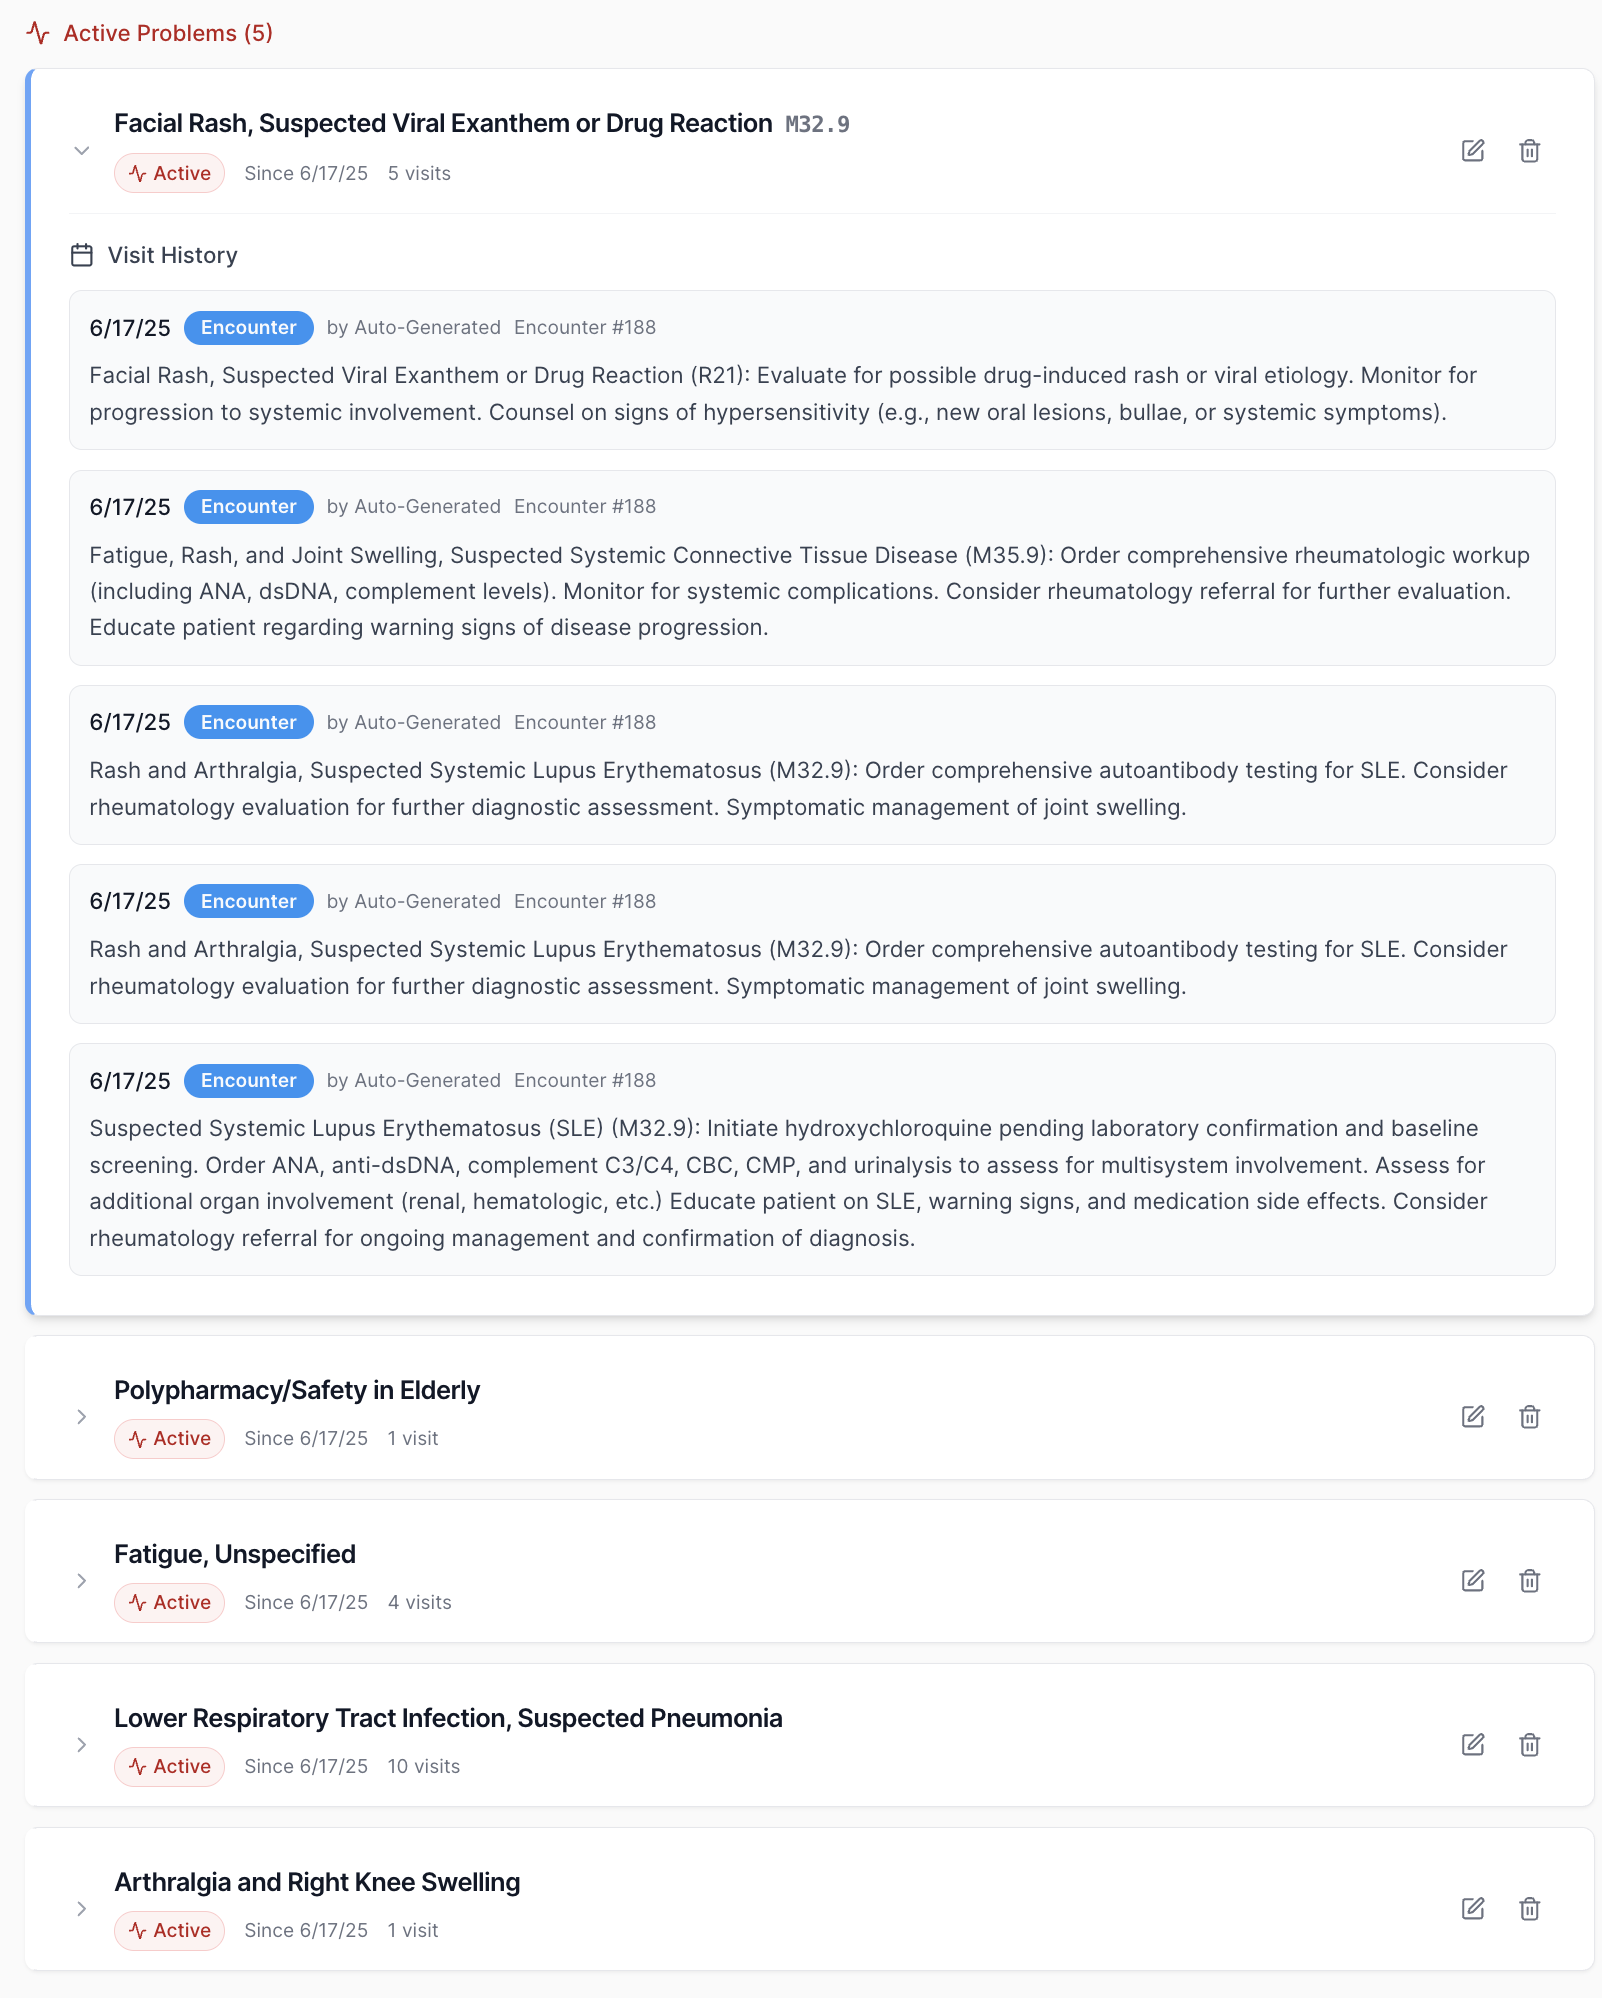 Active Problems (5)
Facial Rash, Suspected Viral Exanthem or Drug Reaction M32.9
Active Since 6/17/25 5 visits
Visit History
6/17/25 Encounter by Auto-Generated Encounter #188
Facial Rash, Suspected Viral Exanthem or Drug Reaction (R21): Evaluate for possible drug-induced rash or viral etiology. Monitor for
progression to systemic involvement. Counsel on signs of hypersensitivity (e.g., new oral lesions, bullae, or systemic symptoms).
6/17/25 Encounter by Auto-Generated Encounter #188
Fatigue, Rash, and Joint Swelling, Suspected Systemic Connective Tissue Disease (M35.9): Order comprehensive rheumatologic workup
(including ANA, dsDNA, complement levels). Monitor for systemic complications. Consider rheumatology referral for further evaluation.
Educate patient regarding warning signs of disease progression.
6/17/25 Encounter by Auto-Generated Encounter #188
Rash and Arthralgia, Suspected Systemic Lupus Erythematosus (M32.9): Order comprehensive autoantibody testing for SLE. Consider
rheumatology evaluation for further diagnostic assessment. Symptomatic management of joint swelling.
6/17/25 Encounter by Auto-Generated Encounter #188
Rash and Arthralgia, Suspected Systemic Lupus Erythematosus (M32.9): Order comprehensive autoantibody testing for SLE. Consider
rheumatology evaluation for further diagnostic assessment. Symptomatic management of joint swelling.
6/17/25 Encounter by Auto-Generated Encounter #188
Suspected Systemic Lupus Erythematosus (SLE) (M32.9): Initiate hydroxychloroquine pending laboratory confirmation and baseline
screening. Order ANA, anti-dsDNA, complement C3/C4, CBC, CMP, and urinalysis to assess for multisystem involvement. Assess for
additional organ involvement (renal, hematologic, etc.) Educate patient on SLE, warning signs, and medication side effects. Consider
rheumatology referral for ongoing management and confirmation of diagnosis.
Polypharmacy/Safety in Elderly
Active Since 6/17/25 1 visit
Fatigue, Unspecified
Active Since 6/17/25 4 visits
Lower Respiratory Tract Infection, Suspected Pneumonia
Active Since 6/17/25 10 visits
Arthralgia and Right Knee Swelling
Active Since 6/17/25 1 visit